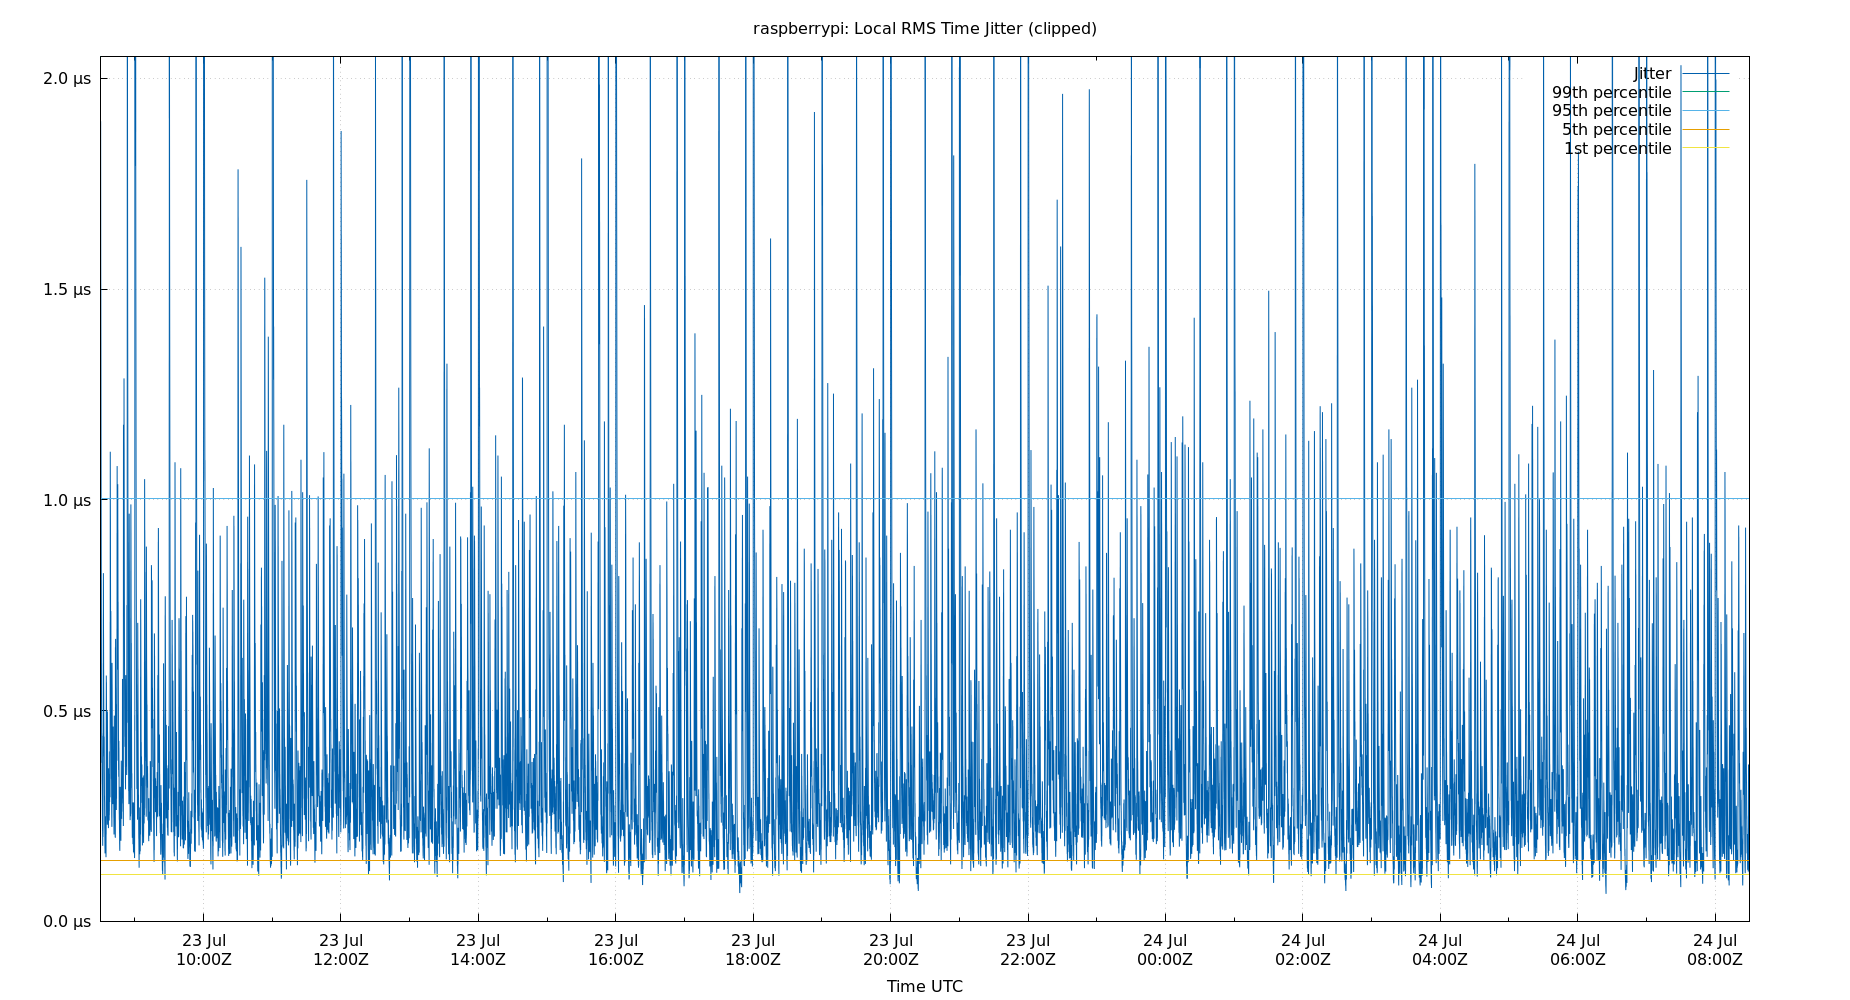 raspberrypi: Local RMS Time Jitter (clipped)
2.0 µs
1.5 µs
1.0 µs
0.5 µs
0.0 µs
Jitter
99th percentile
95th percentile
5th percentile
1st percentile
23 Jul 23 Jul 23 Jul 23 Jul 23 Jul 23 Jul 23 Jul 24 Jul 24 Jul 24 Jul 24 Jul 24 Jul
10:00Z 12:00Z 14:00Z 16:00Z 18:00Z 20:00Z 22:00Z 00:00Z 02:00Z 04:00Z 06:00Z 08:00Z
Time UTC